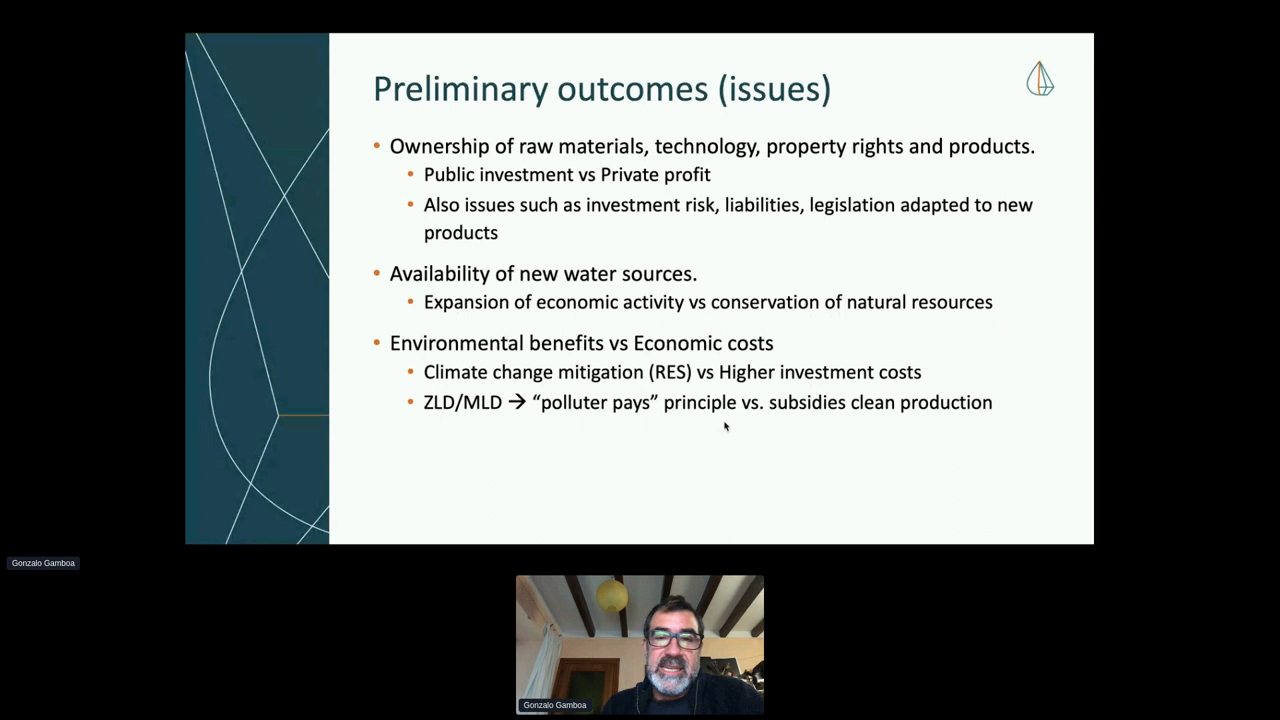 Preliminary outcomes (issues)
• Ownership of raw materials, technology, property rights and products.
• Public investment vs Private profit
• Also issues such as investment risk, liabilities, legislation adapted to new
products
• Availability of new water sources.
• Expansion of economic activity vs conservation of natural resources
• Environmental benefits vs Economic costs
• Climate change mitigation (RES) vs Higher investment costs
• ZLD/MLD → “polluter pays” principle vs. subsidies clean production
Gonzalo Gamboa
Gonzalo Gamboa